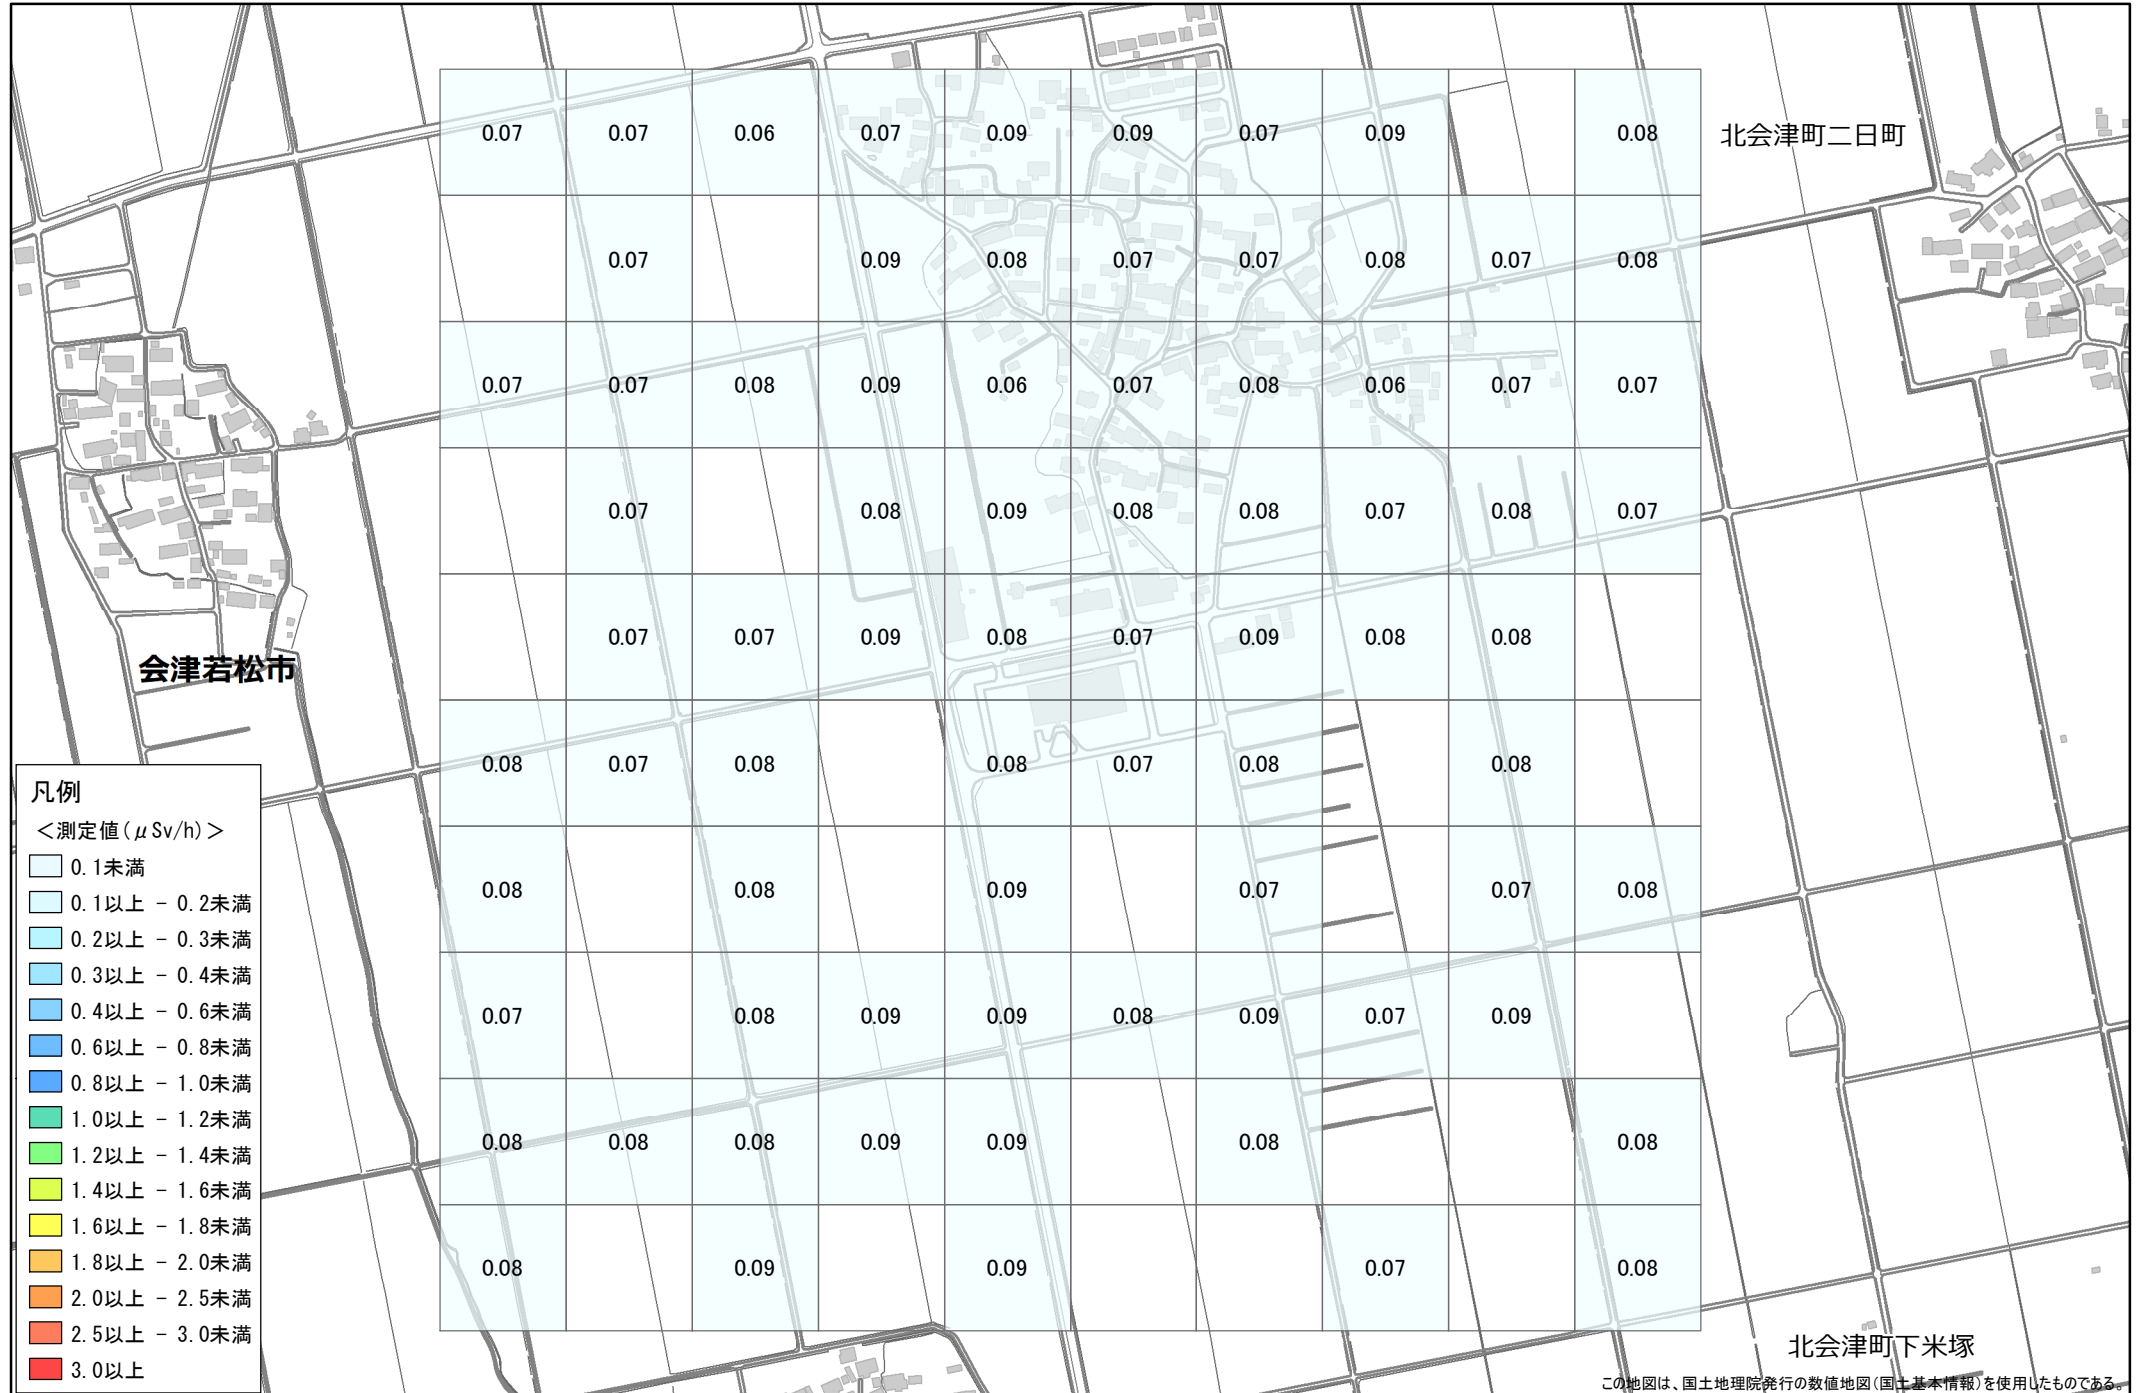 0.07 0.07 0.06 0.07 0.09 0.09 0.07 0.09 0.08
北会津町二日町
0.07 0.09 0.08 0.07 0.07 0.08 0.07 0.08
0.07 0.07 0.08 0.09 0.06 0.07 0.08 0.06 0.07 0.07
0.07 0.08 0.09 0.08 0.08 0.07 0.08 0.07
0.07 0.07 0.09 0.08 0.07 0.09 0.08 0.08
会津若松市
0.08 0.07 0.08 0.08 0.07 0.08 0.08
0.08 0.08 0.09 0.07 0.07 0.08
0.07 0.08 0.09 0.09 0.08 0.09 0.07 0.09
0.08 0.08 0.08 0.09 0.09 0.08 0.08
0.08 0.09 0.09 0.07 0.08
凡例
＜測定値(μSv/h)＞
0.1未満
0.1以上 - 0.2未満
0.2以上 - 0.3未満
0.3以上 - 0.4未満
0.4以上 - 0.6未満
0.6以上 - 0.8未満
0.8以上 - 1.0未満
1.0以上 - 1.2未満
1.2以上 - 1.4未満
1.4以上 - 1.6未満
1.6以上 - 1.8未満
1.8以上 - 2.0未満
2.0以上 - 2.5未満
2.5以上 - 3.0未満
3.0以上
北会津町下米塚
この地図は、国土地理院発行の数値地図(国土基本情報)を使用したものである。